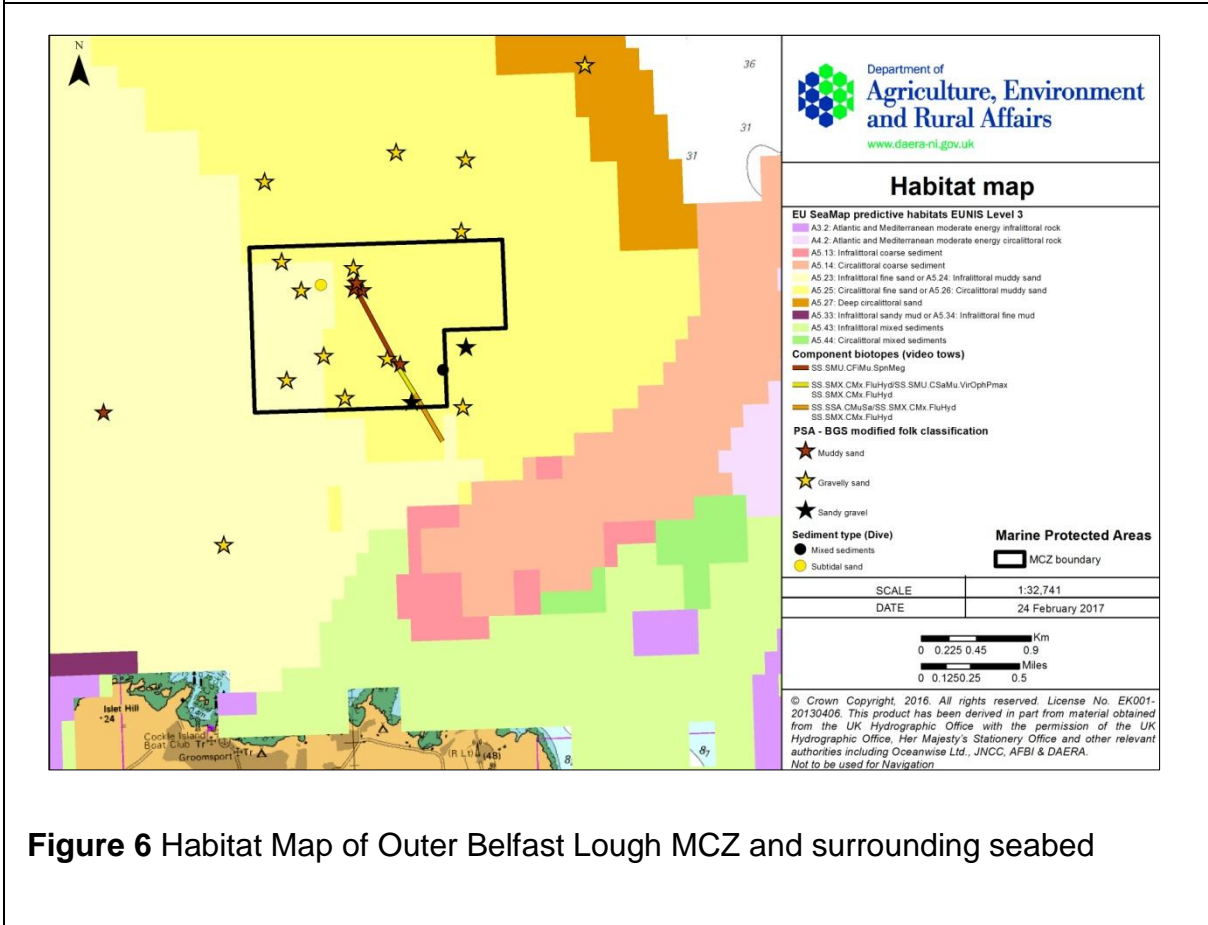 N
36
31
31
Islet Hill
24
Cockle Island
Boat Club Tr
Tr
Groomsport
(R Lt) (48)
8
8₇
Department of
Agriculture, Environment
and Rural Affairs
www.daera-ni.gov.uk
Habitat map
EU SeaMap predictive habitats EUNIS Level 3
A3.2: Atlantic and Mediterranean moderate energy infralittoral rock
A4.2: Atlantic and Mediterranean moderate energy circalittoral rock
A5.13: Infralittoral coarse sediment
A5.14: Circalittoral coarse sediment
A5.23: Infralittoral fine sand or A5.24: Infralittoral muddy sand
A5.25: Circalittoral fine sand or A5.26: Circalittoral muddy sand
A5.27: Deep circalittoral sand
A5.33: Infralittoral sandy mud or A5.34: Infralittoral fine mud
A5.43: Infralittoral mixed sediments
A5.44: Circalittoral mixed sediments
Component biotopes (video tows)
SS.SMU.CFiMu.SpnMeg
SS.SMX.CMx.FluHyd/SS.SMU.CSaMu.VirOphPmax
SS.SMX.CMx.FluHyd
SS.SSA.CMuSa/SS.SMX.CMx.FluHyd
SS.SMX.CMx.FluHyd
PSA - BGS modified folk classification
Muddy sand
Gravelly sand
Sandy gravel
Sediment type (Dive)
Mixed sediments
Subtidal sand
Marine Protected Areas
MCZ boundary
SCALE 1:32,741
DATE 24 February 2017
Km
0 0.225 0.45 0.9
Miles
0 0.1250.25 0.5
© Crown Copyright, 2016. All rights reserved. License No. EK001-
20130406. This product has been derived in part from material obtained
from the UK Hydrographic Office with the permission of the UK
Hydrographic Office, Her Majesty's Stationery Office and other relevant
authorities including Oceanwise Ltd., JNCC, AFBI & DAERA.
Not to be used for Navigation
Figure 6 Habitat Map of Outer Belfast Lough MCZ and surrounding seabed